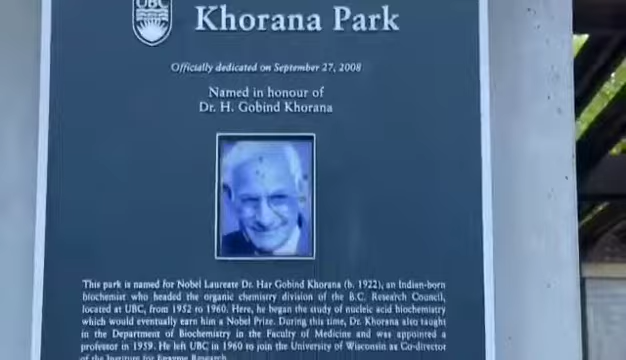 UBC
Khorana Park
Officially dedicated on September 27, 2008
Named in honour of
Dr. H. Gobind Khorana
This park is named for Nobel Laureate Dr. Har Gobind Khorana (b. 1922), an Indian-born
biochemist who headed the organic chemistry division of the B.C. Research Council,
located at UBC, from 1952 to 1960. Here, he began the study of nucleic acid biochemistry
which would eventually earn him a Nobel Prize. During this time, Dr. Khorana also taught
in the Department of Biochemistry in the Faculty of Medicine and was appointed a
professor in 1959. He left UBC in 1960 to join the University of Wisconsin as Co-director
of the Institute for Enzyme Research.